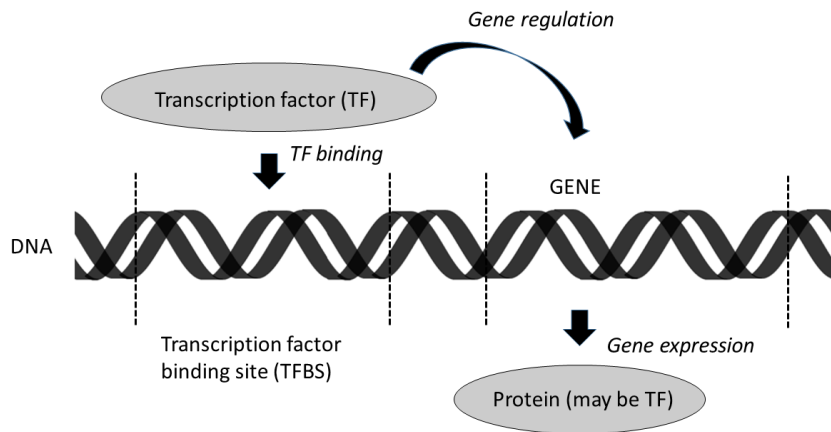 Gene regulation
Transcription factor (TF)
TF binding
GENE
DNA
Transcription factor
binding site (TFBS)
Gene expression
Protein (may be TF)